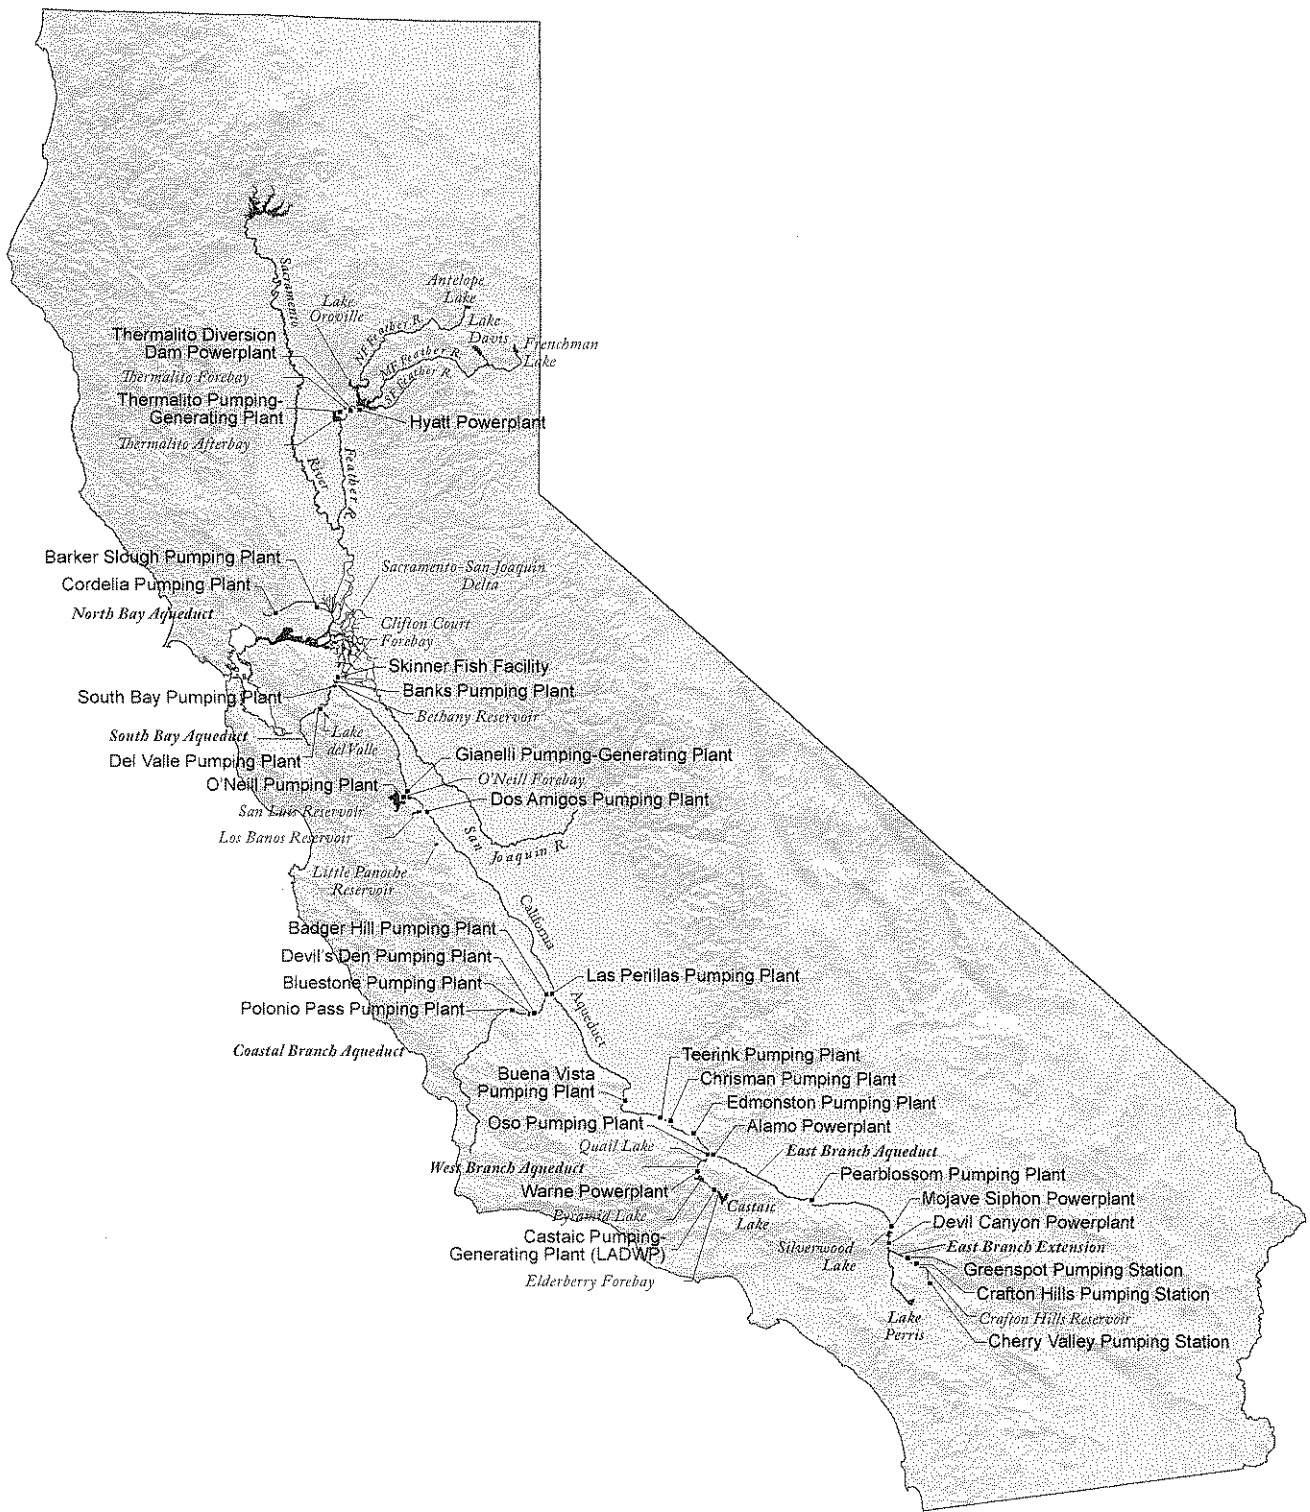 Sacramento
River
Antelope
Lake
Lake
Oroville
Lake
Davis
Frenchman
Lake
NF Feather R.
MF Feather R.
SF Feather R.
Thermalito Diversion
Dam Powerplant
Thermalito Forebay
Thermalito Pumping-
Generating Plant
Thermalito Afterbay
Hyatt Powerplant
Feather R.
Barker Slough Pumping Plant
Cordelia Pumping Plant
North Bay Aqueduct
Sacramento-San Joaquin
Delta
Clifton Court
Forebay
Skinner Fish Facility
Banks Pumping Plant
South Bay Pumping Plant
Bethany Reservoir
South Bay Aqueduct
Lake
del Valle
Del Valle Pumping Plant
Gianelli Pumping-Generating Plant
O'Neill Forebay
O'Neill Pumping Plant
Dos Amigos Pumping Plant
San Luis Reservoir
Los Banos Reservoir
San
Joaquin R.
Little Panoche
Reservoir
California
Aqueduct
Badger Hill Pumping Plant
Devil's Den Pumping Plant
Las Perillas Pumping Plant
Bluestone Pumping Plant
Polonio Pass Pumping Plant
Coastal Branch Aqueduct
Teerink Pumping Plant
Buena Vista
Pumping Plant
Chrisman Pumping Plant
Edmonston Pumping Plant
Oso Pumping Plant
Alamo Powerplant
Quail Lake
East Branch Aqueduct
West Branch Aqueduct
Pearblossom Pumping Plant
Warne Powerplant
Mojave Siphon Powerplant
Pyramid Lake
Castaic
Lake
Devil Canyon Powerplant
Castaic Pumping-
Generating Plant (LADWP)
Silverwood
Lake
East Branch Extension
Greenspot Pumping Station
Elderberry Forebay
Crafton Hills Pumping Station
Lake
Perris
Crafton Hills Reservoir
Cherry Valley Pumping Station